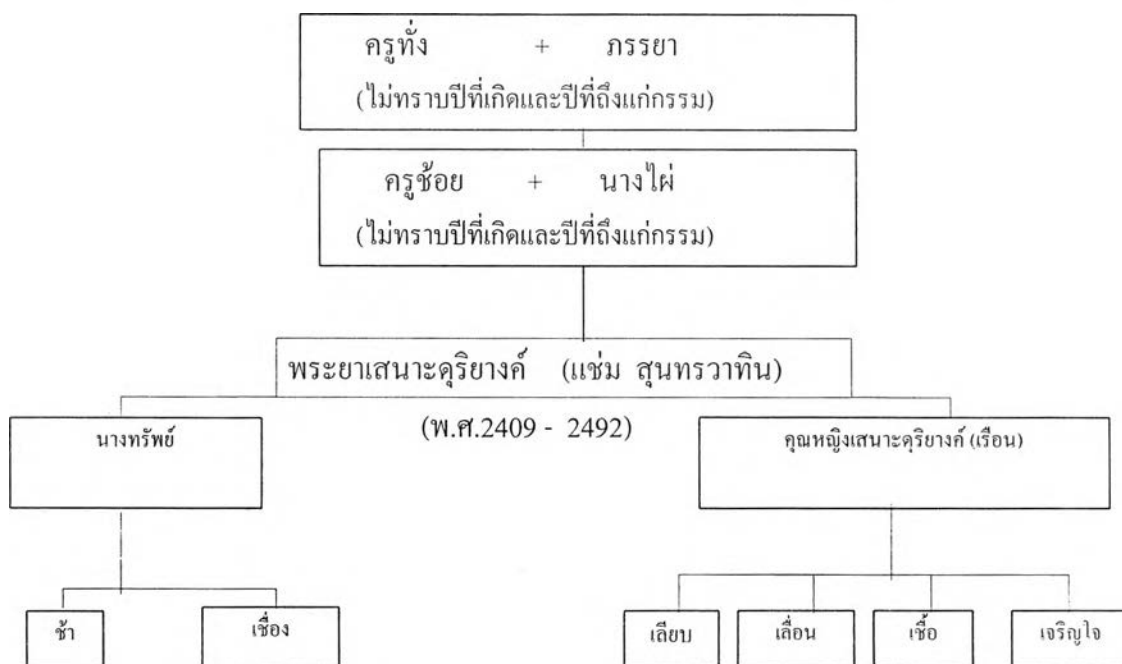 ครูทั่ง + ภรรยา
(ไม่ทราบปีที่เกิดและปีที่ถึงแก่กรรม)
ครูช้อย + นางไผ่
(ไม่ทราบปีที่เกิดและปีที่ถึงแก่กรรม)
พระยาเสนาะดุริยางค์ (แช่ม สุนทรวาทิน)
(พ.ศ.2409 - 2492)
นางทรัพย์
คุณหญิงเสนาะดุริยางค์ (เรือน)
ช้า เชื่อง
เลียบ เลื่อน เชื้อ เจริญใจ